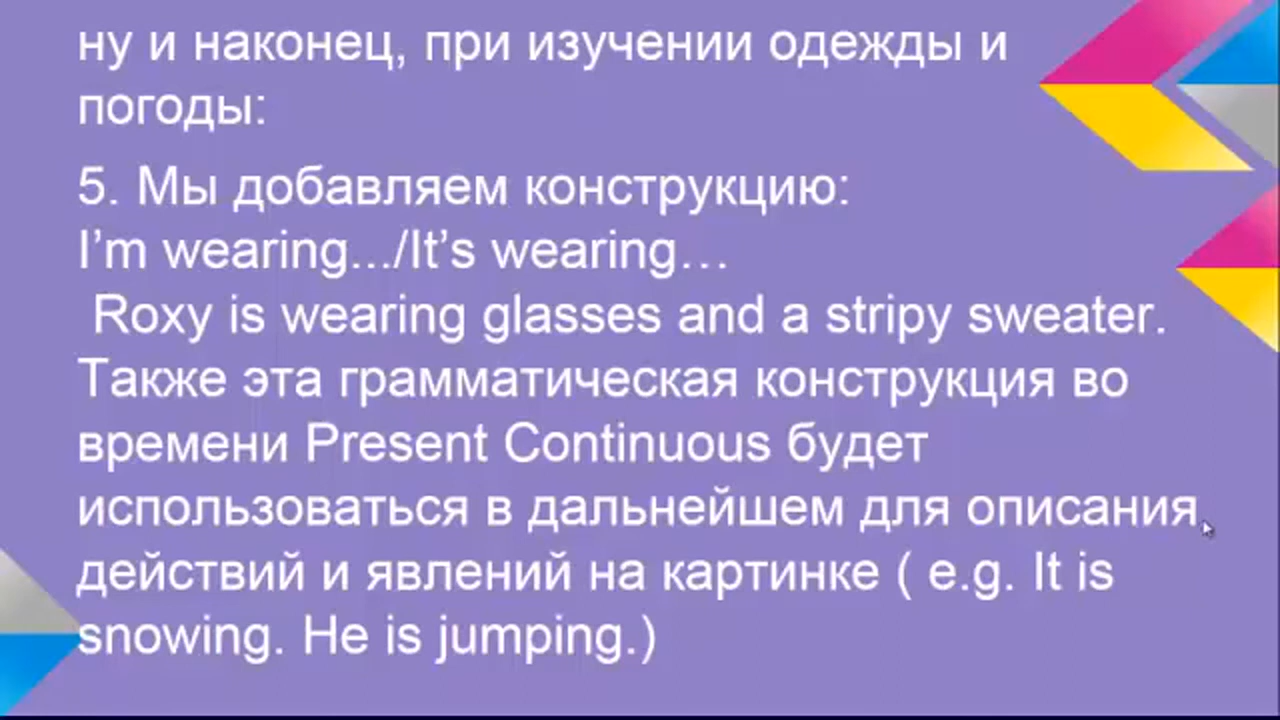 ну и наконец, при изучении одежды и
погоды:
5. Мы добавляем конструкцию:
I’m wearing.../It’s wearing…
Roxy is wearing glasses and a stripy sweater.
Также эта грамматическая конструкция во
времени Present Continuous будет
использоваться в дальнейшем для описания
действий и явлений на картинке ( e.g. It is
snowing. He is jumping.)